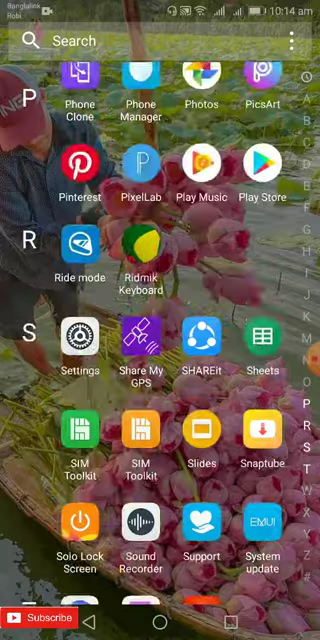 Banglalink
Robi
10:14 am
Search
P
Phone Clone
Phone Manager
Photos
PicsArt
Pinterest
PixelLab
Play Music
Play Store
R
Ride mode
Ridmik Keyboard
S
Settings
Share My GPS
SHAREit
Sheets
SIM Toolkit
SIM Toolkit
Slides
Snaptube
Solo Lock Screen
Sound Recorder
Support
EMUI
System update
A
B
C
D
E
F
G
H
I
K
M
N
O
P
R
S
T
W
X
Y
Z
#
Subscribe